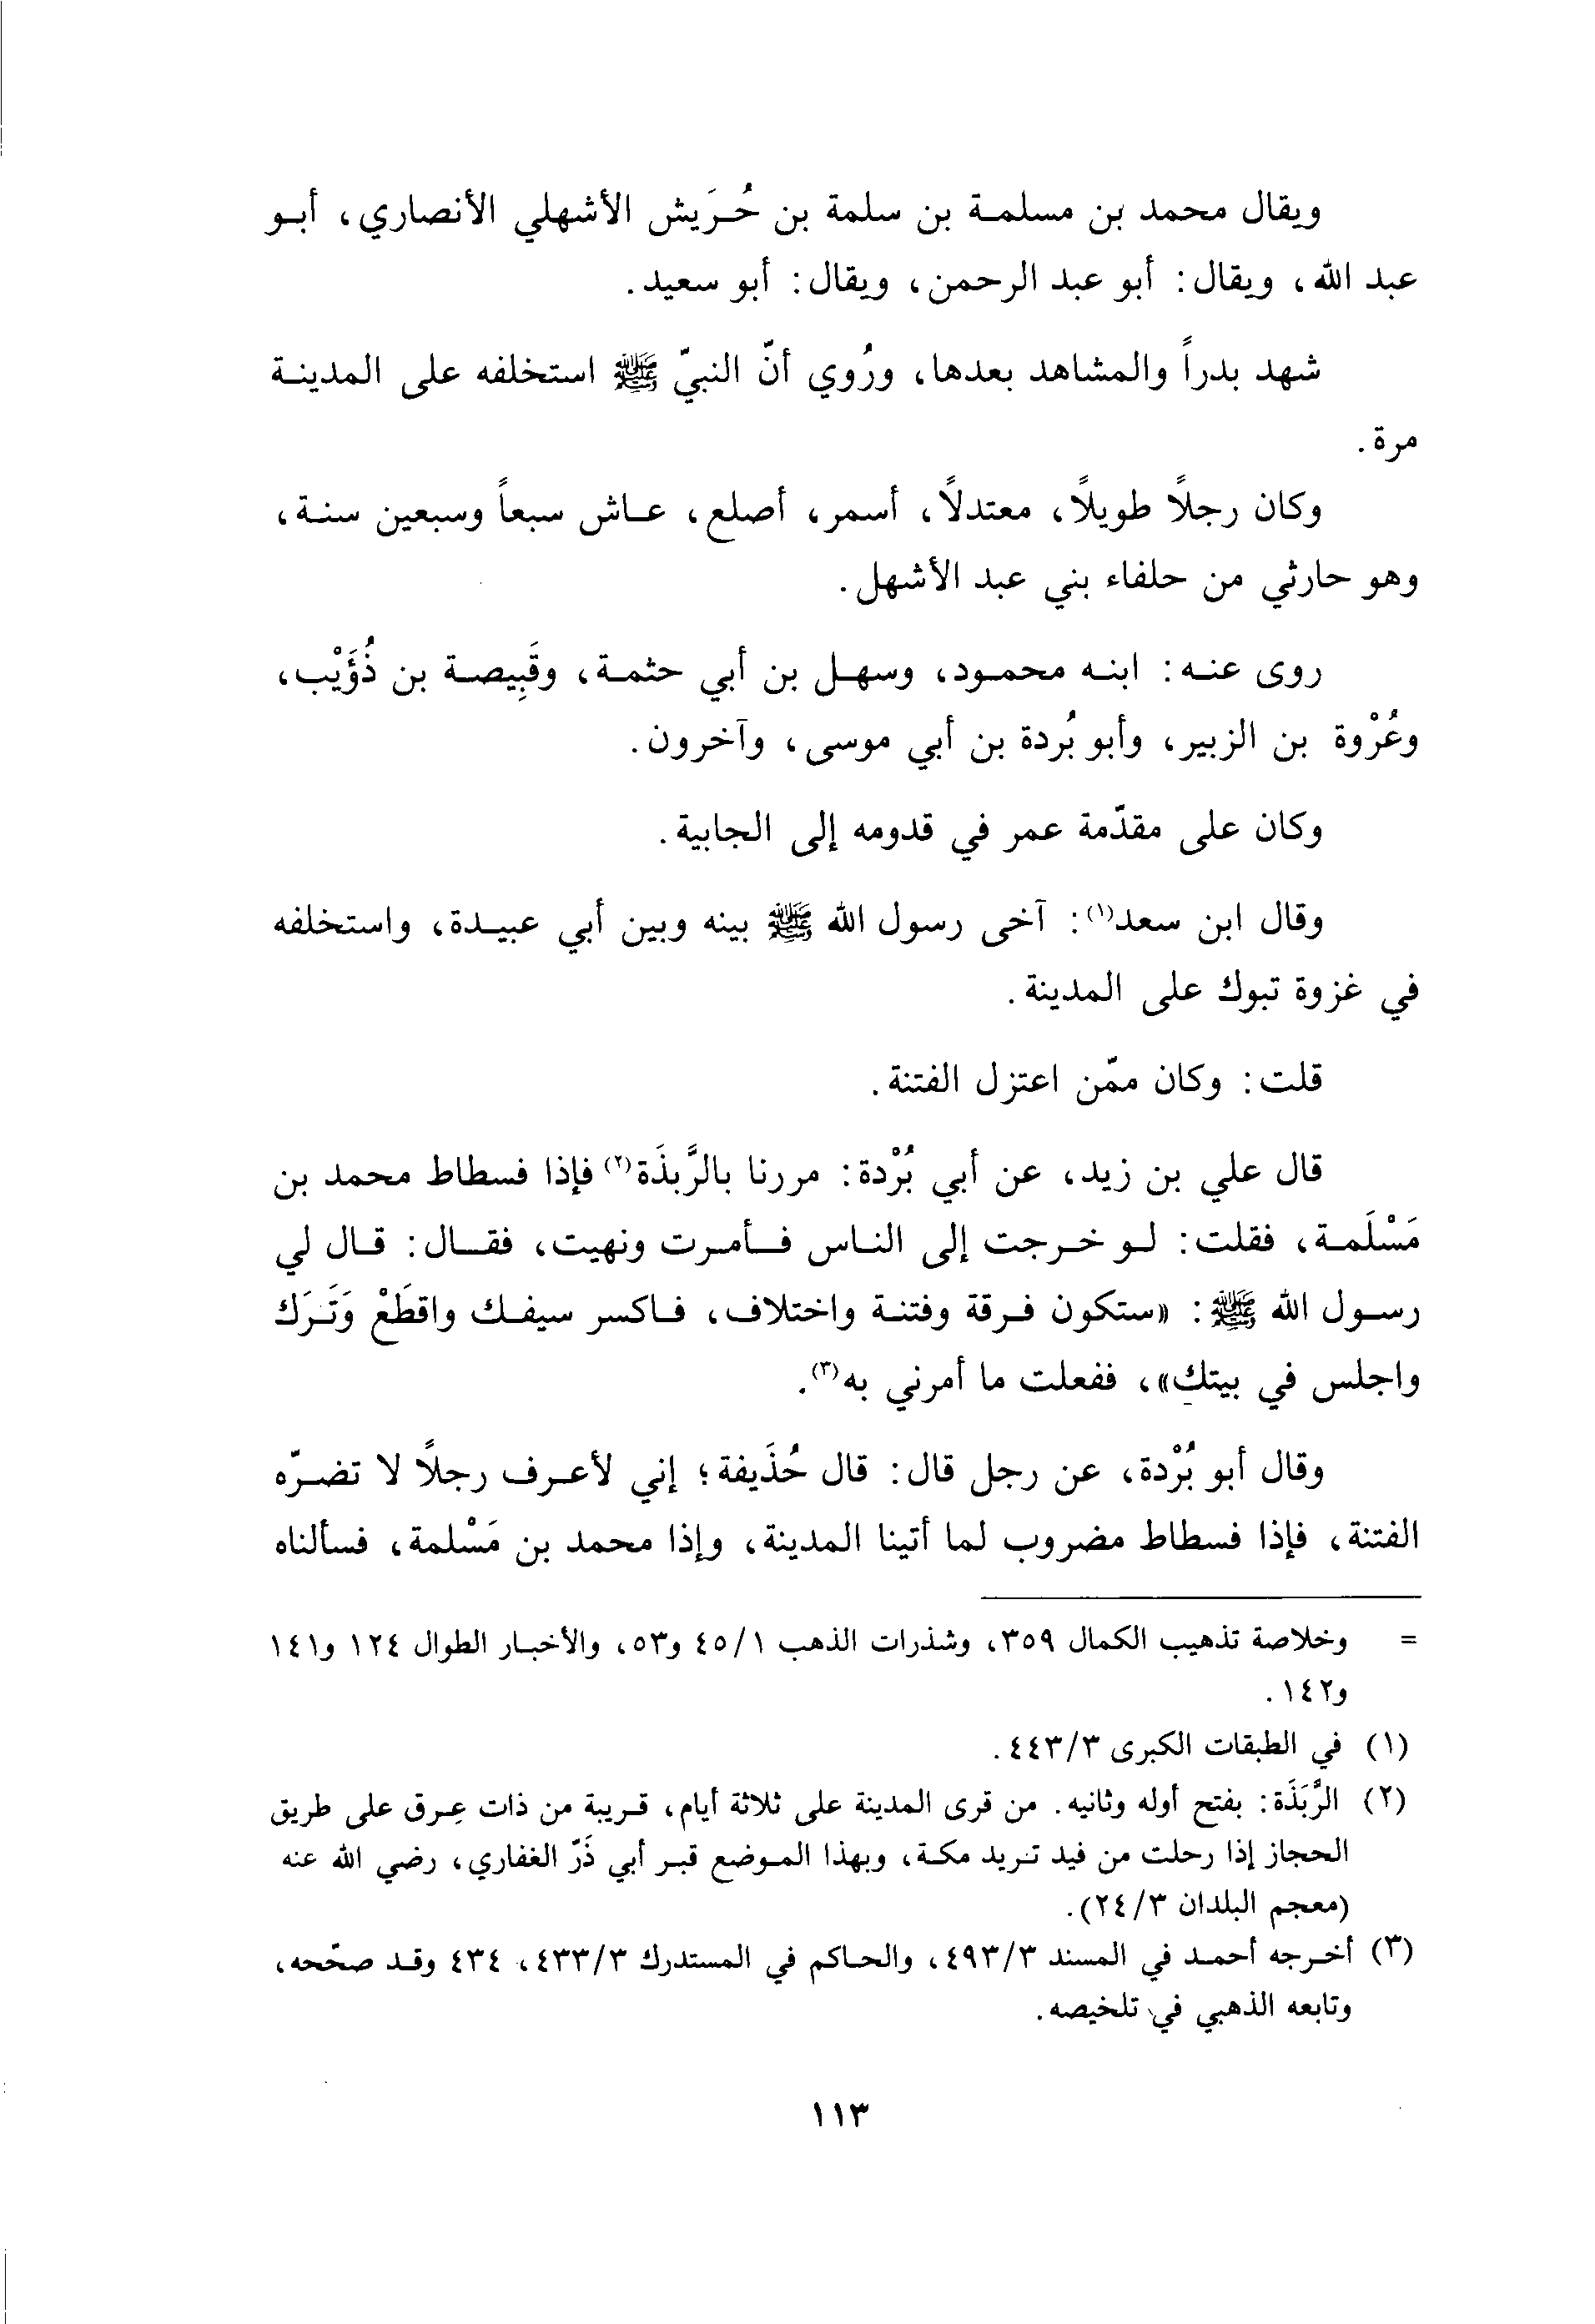 ويقال محمد بن مسلمة بن سلمة بن حُرَيش الأشهلي الأنصاري، أبو
عبد الله، ويقال: أبو عبد الرحمن، ويقال: أبو سعيد.
شهد بدراً والمشاهد بعدها، ورُوي أنّ النبيّ ﷺ استخلفه على المدينة
مرة.
وكان رجلاً طويلاً، معتدلاً، أسمر، أصلع، عاش سبعاً وسبعين سنة،
وهو حارثي من حلفاء بني عبد الأشهل.
روى عنه: ابنه محمود، وسهل بن أبي حثمة، وقَبِيصة بن ذُؤَيْب،
وعُرْوة بن الزبير، وأبو بُردة بن أبي موسى، وآخرون.
وكان على مقدّمة عمر في قدومه إلى الجابية.
وقال ابن سعد(١): آخى رسول الله ﷺ بينه وبين أبي عبيدة، واستخلفه
في غزوة تبوك على المدينة.
قلت: وكان ممّن اعتزل الفتنة.
قال علي بن زيد، عن أبي بُرْدة: مررنا بالرَّبذَة(٢) فإذا فسطاط محمد بن
مَسْلَمة، فقلت: لو خرجت إلى الناس فأمرت ونهيت، فقال: قال لي
رسول الله ﷺ: «ستكون فرقة وفتنة واختلاف، فاكسر سيفك واقطَعْ وَتَرَك
واجلس في بيتك»، ففعلت ما أمرني به(٣).
وقال أبو بُرْدة، عن رجل قال: قال حُذَيفة؛ إني لأعرف رجلاً لا تضرّه
الفتنة، فإذا فسطاط مضروب لما أتينا المدينة، وإذا محمد بن مَسْلمة، فسألناه
= وخلاصة تذهيب الكمال ٣٥٩، وشذرات الذهب ٤٥/١ و٥٣، والأخبار الطوال ١٢٤ و١٤١
و١٤٢.
(١) في الطبقات الكبرى ٤٤٣/٣.
(٢) الرَّبَذَة: بفتح أوله وثانيه. من قرى المدينة على ثلاثة أيام، قريبة من ذات عِرق على طريق
الحجاز إذا رحلت من فيد تريد مكة، وبهذا الموضع قبر أبي ذَرّ الغفاري، رضي الله عنه
(معجم البلدان ٢٤/٣).
(٣) أخرجه أحمد في المسند ٤٩٣/٣، والحاكم في المستدرك ٤٣٣/٣، ٤٣٤ وقد صحّحه،
وتابعه الذهبي في تلخيصه.
١١٣